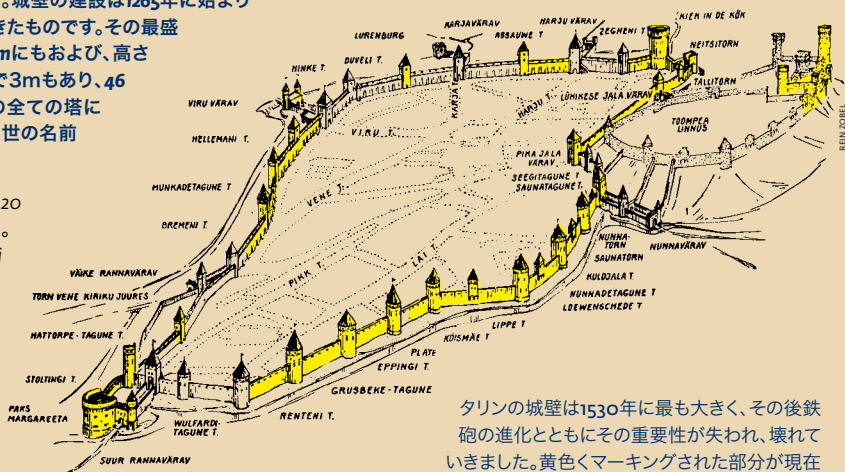 。城壁の建設は1265年に始まり
きたものです。その最盛
mにもおよび、高さ
で3mもあり、46
の全ての塔に
世の名前
20
。
KIEK IN DE KÖK
KARJAVÄRAV
HARJU VÄRAV
LURENBURG
ASSAUWE T
ZEGHENI T
NEITSITORN
DUVELI T.
HINKE T.
TALLITORN
VIRU VÄRAV
KARJA T.
HARJU T.
LÜHIKESE JALA VÄRAV
TOOMPEA
LINNUS
REIN ZOBEL
VIRU T.
HELLEMANI T.
PIKA JALA
VÄRAV
SEEGITAGUNE T
SAUNATAGUNE T.
MUNKADETAGUNE T
VENE T.
BREMENI T.
NUNNA-
TORN
NUNNAVÄRAV
SAUNATORN
LAI T.
KULDJALA T.
VÄIKE RANNAVÄRAV
PIKK T.
NUNNADETAGUNE T
TORN VENE KIRIKU JUURES
LOEWENSCHEDE T
LIPPE T
HATTORPE-TAGUNE T.
KÖISMÄE T
PLATE
EPPINGI T.
STOLTINGI T.
GRUSBEKE-TAGUNE
PAKS
MARGAREETA
RENTENI T.
WULFARDI-
TAGUNE T.
SUUR RANNAVÄRAV
タリンの城壁は1530年に最も大きく、その後鉄
砲の進化とともにその重要性が失われ、壊れて
いきました。黄色くマーキングされた部分が現在